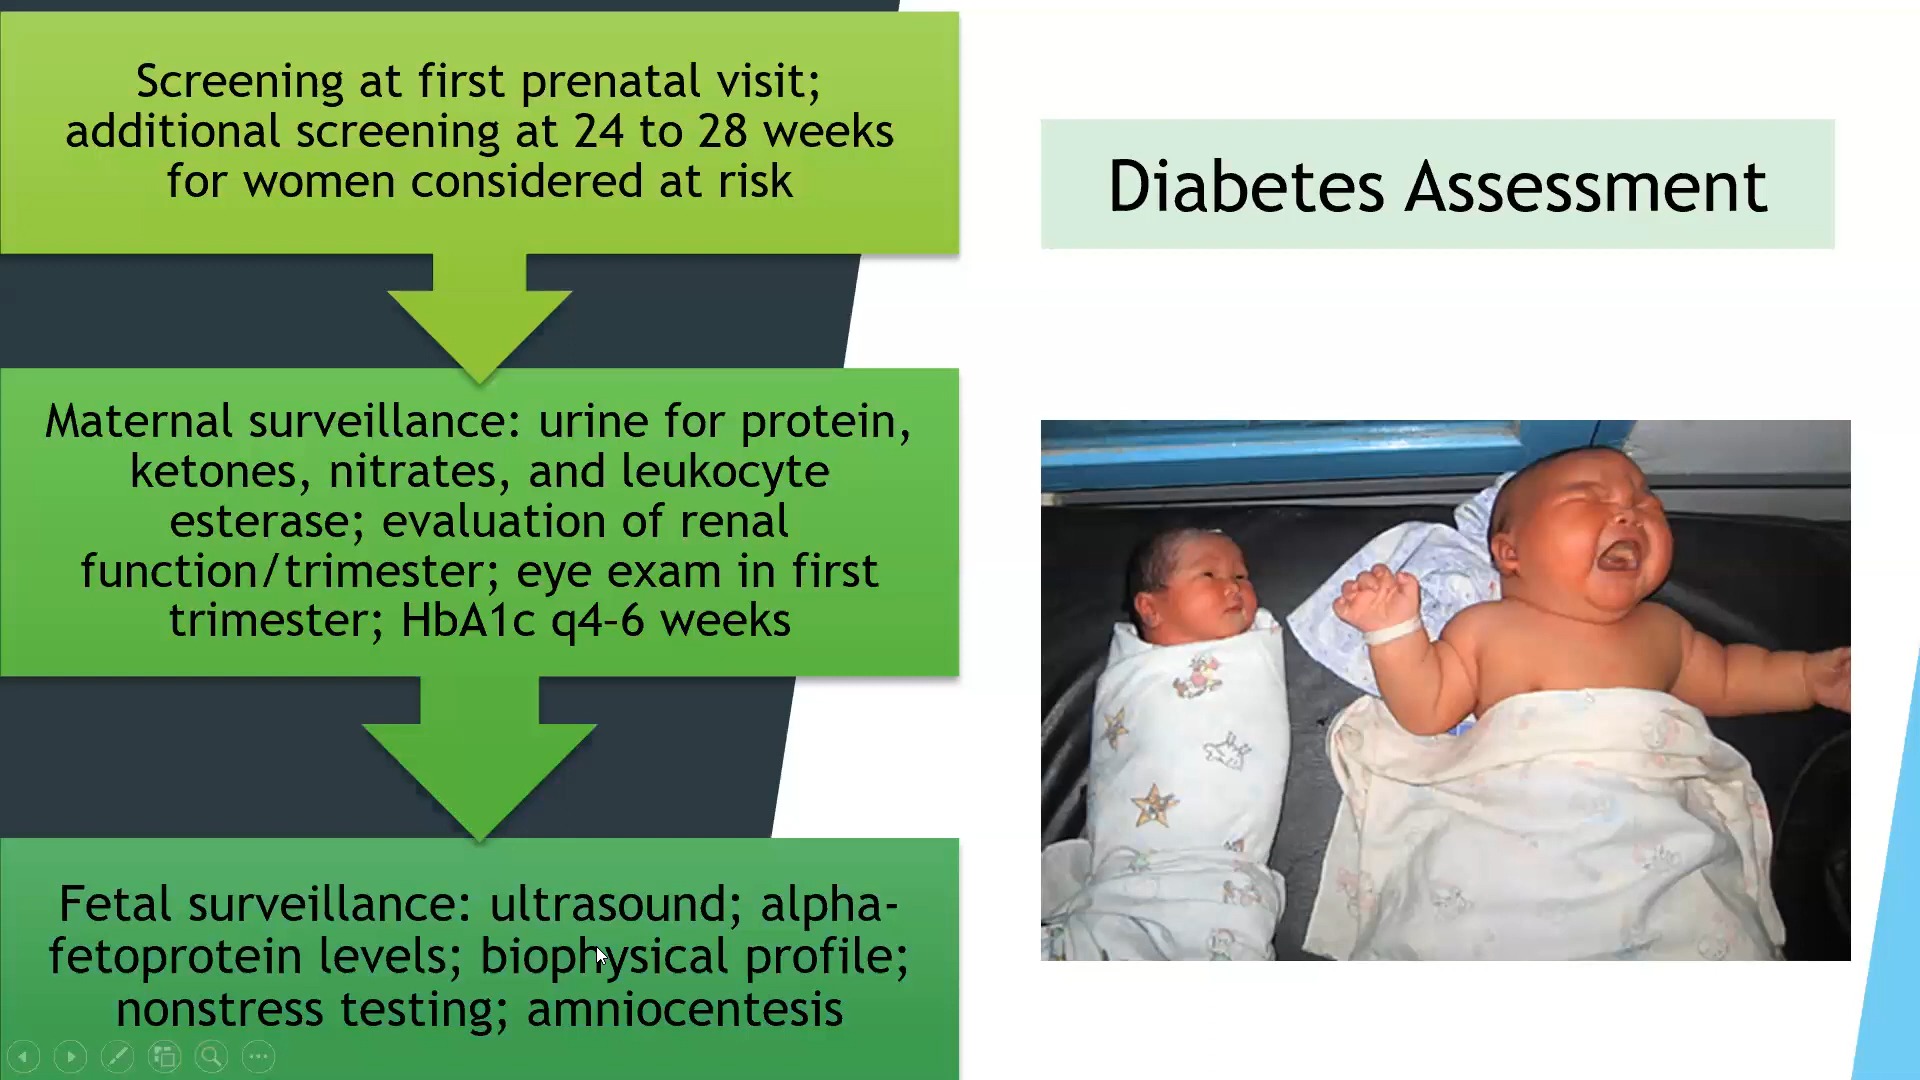 Screening at first prenatal visit;
additional screening at 24 to 28 weeks
for women considered at risk
Diabetes Assessment
Maternal surveillance: urine for protein,
ketones, nitrates, and leukocyte
esterase; evaluation of renal
function/trimester; eye exam in first
trimester; HbA1c q4–6 weeks
Fetal surveillance: ultrasound; alpha-
fetoprotein levels; biophysical profile;
nonstress testing; amniocentesis